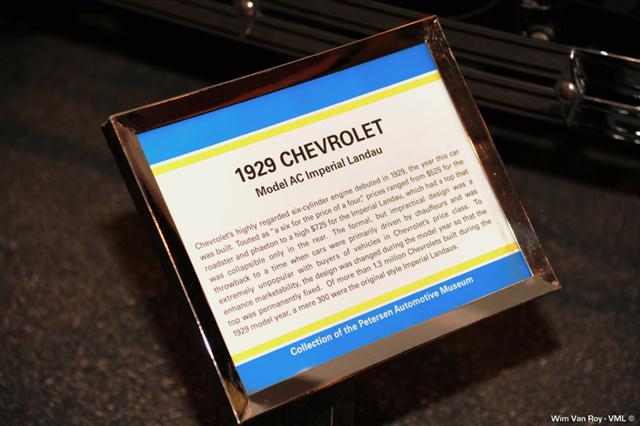 1929 CHEVROLET
Model AC Imperial Landau
Chevrolet's highly regarded six-cylinder engine debuted in 1929, the year this car
was built. Touted as "a six for the price of a four," prices ranged from $525 for the
roadster and phaeton to a high $725 for the Imperial Landau, which had a top that
was collapsible only in the rear. The formal, but impractical design was a
throwback to a time when cars were primarily driven by chauffeurs and was
extremely unpopular with buyers of vehicles in Chevrolet's price class. To
enhance marketability, the design was changed during the model year so that the
top was permanently fixed. Of more than 1.3 million Chevrolets built during the
1929 model year, a mere 300 were the original style Imperial Landaus.
Collection of the Petersen Automotive Museum
Wim Van Roy - VML ©